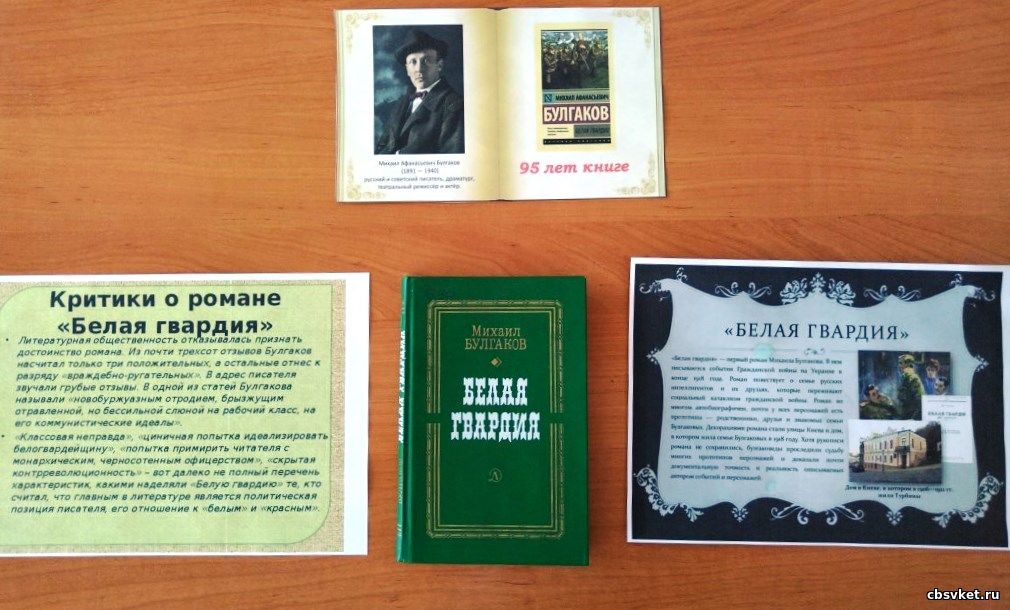 Михаил Афанасьевич Булгаков
(1891 — 1940)
русский и советский писатель, драматург,
театральный режиссёр и актёр.
МИХАИЛ АФАНАСЬЕВИЧ
БУЛГАКОВ
БЕЛАЯ ГВАРДИЯ
95 лет книге
Критики о романе
«Белая гвардия»
• Литературная общественность отказывалась признать
достоинство романа. Из почти трехсот отзывов Булгаков
насчитал только три положительных, а остальные отнес к
разряду «враждебно-ругательных». В адрес писателя
звучали грубые отзывы. В одной из статей Булгакова
называли «новобуржуазным отродием, брызжущим
отравленной, но бессильной слюной на рабочий класс, на
его коммунистические идеалы».
• «Классовая неправда», «циничная попытка идеализировать
белогвардейщину», «попытка примирить читателя с
монархическим, черносотенным офицерством», «скрытая
контрреволюционность» – вот далеко не полный перечень
характеристик, какими наделяли «Белую гвардию» те, кто
считал, что главным в литературе является политическая
позиция писателя, его отношение к «белым» и «красным».
БЕЛАЯ ГВАРДИЯ
Михаил
БУЛГАКОВ
БЕЛАЯ
ГВАРДИЯ
«БЕЛАЯ ГВАРДИЯ»
«Белая гвардия» — первый роман Михаила Булгакова. В нем
описываются события Гражданской войны на Украине в
конце 1918 года. Роман повествует о семье русских
интеллигентов и их друзьях, которые переживают
социальный катаклизм гражданской войны. Роман во
многом автобиографичен, почти у всех персонажей есть
прототипы — родственники, друзья и знакомые семьи
Булгаковых. Декорациями романа стали улицы Киева и дом,
в котором жила семья Булгаковых в 1918 году. Хотя рукописи
романа не сохранились, булгаковеды проследили судьбу
многих прототипов персонажей и доказали почти
документальную точность и реальность описываемых
автором событий и персонажей.
БЕЛАЯ ГВАРДИЯ
Дом в Киеве, в котором в
жили Турбины
cbsvket.ru